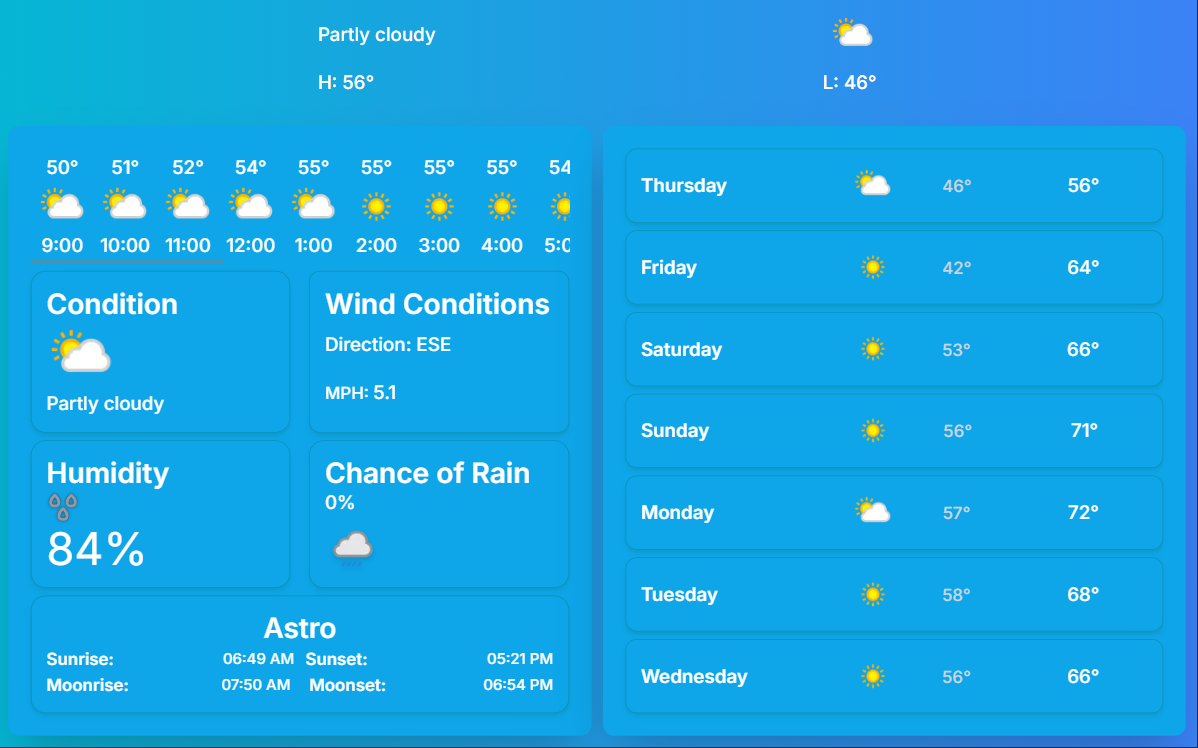 Partly cloudy
H: 56° L: 46°
50° 51° 52° 54° 55° 55° 55° 55° 54
9:00 10:00 11:00 12:00 1:00 2:00 3:00 4:00 5:0
Condition
Partly cloudy
Wind Conditions
Direction: ESE
MPH: 5.1
Humidity
84%
Chance of Rain
0%
Astro
Sunrise: 06:49 AM Sunset: 05:21 PM
Moonrise: 07:50 AM Moonset: 06:54 PM
Thursday 46° 56°
Friday 42° 64°
Saturday 53° 66°
Sunday 56° 71°
Monday 57° 72°
Tuesday 58° 68°
Wednesday 56° 66°